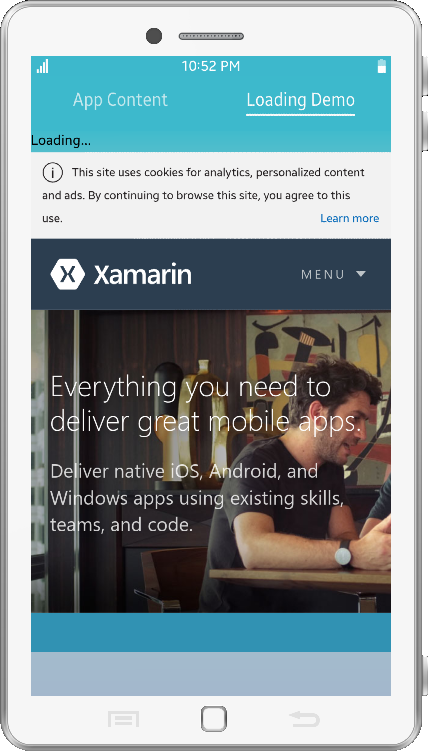 10:52 PM
App Content Loading Demo
Loading...
This site uses cookies for analytics, personalized content
and ads. By continuing to browse this site, you agree to this
use. Learn more
Xamarin MENU
Everything you need to
deliver great mobile apps.
Deliver native iOS, Android, and
Windows apps using existing skills,
teams, and code.